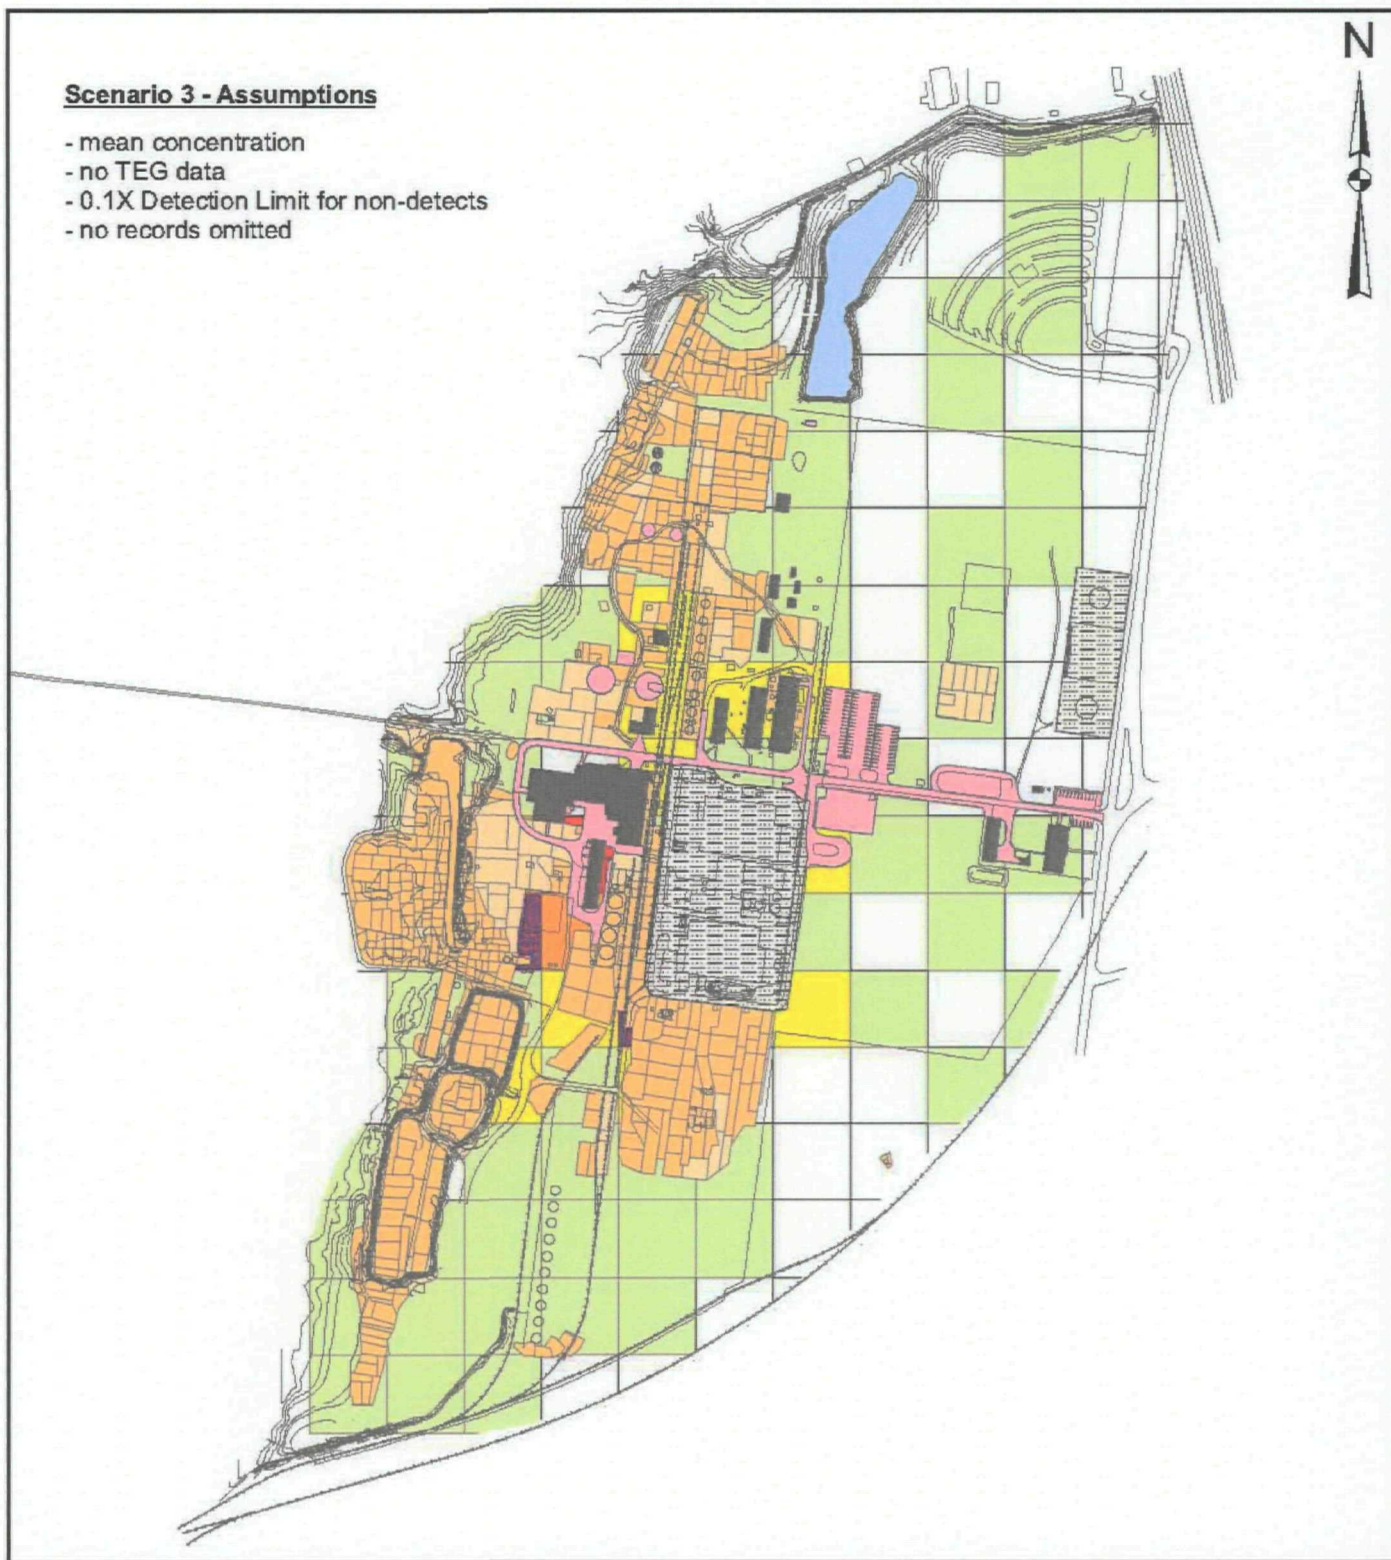 N
Scenario 3 - Assumptions
- mean concentration
- no TEG data
- 0.1X Detection Limit for non-detects
- no records omitted